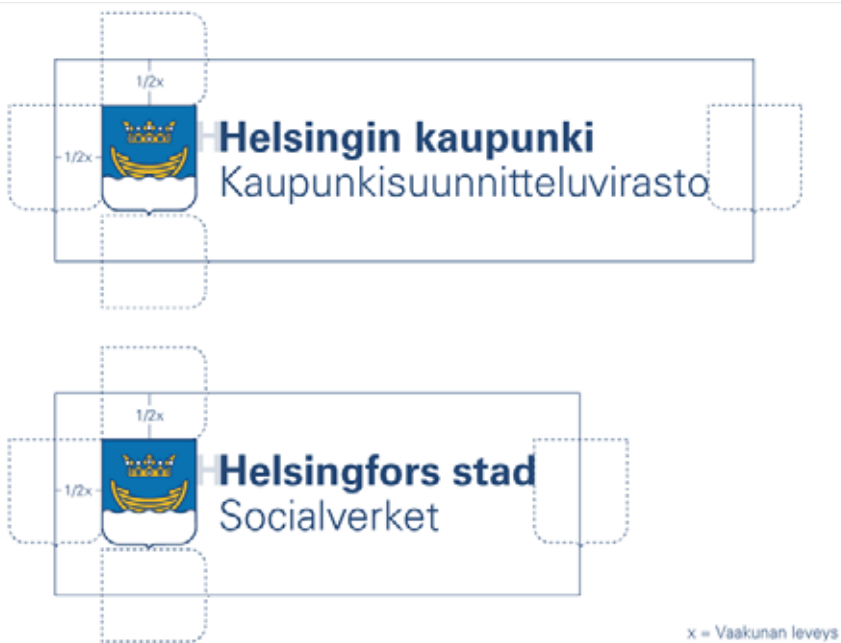 1/2x
1/2x
H
Helsingin kaupunki
Kaupunkisuunnitteluvirasto
1/2x
1/2x
H
Helsingfors stad
Socialverket
x = Vaakunan leveys